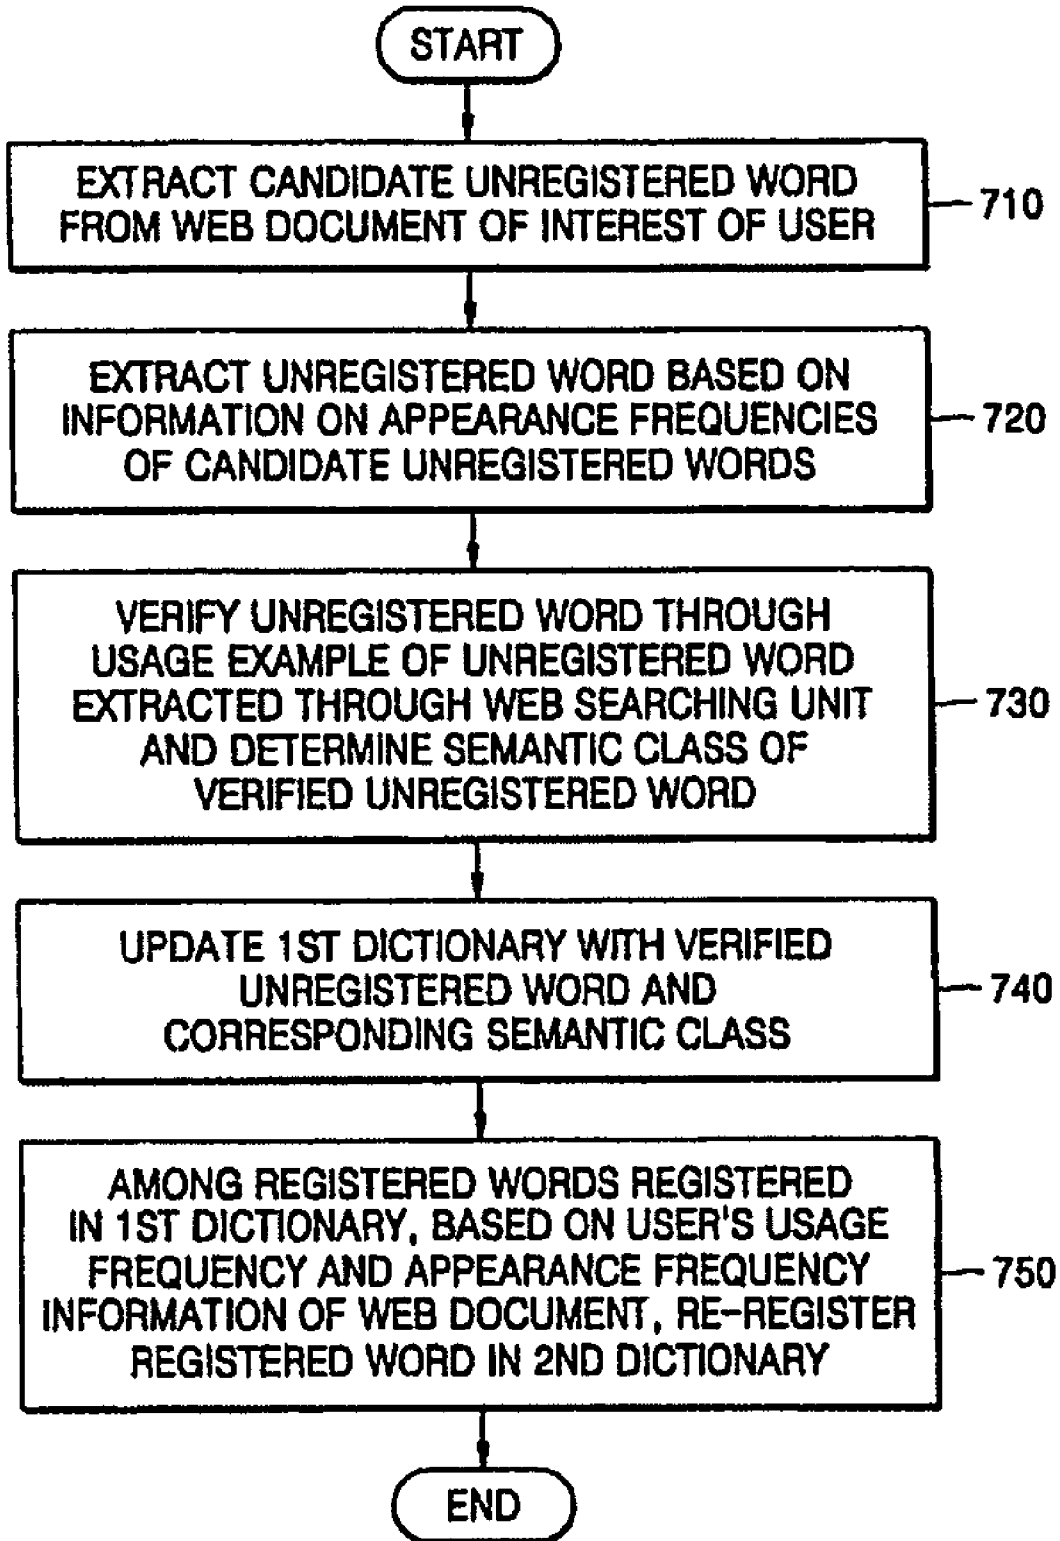 START
EXTRACT CANDIDATE UNREGISTERED WORD
FROM WEB DOCUMENT OF INTEREST OF USER
710
EXTRACT UNREGISTERED WORD BASED ON
INFORMATION ON APPEARANCE FREQUENCIES
OF CANDIDATE UNREGISTERED WORDS
720
VERIFY UNREGISTERED WORD THROUGH
USAGE EXAMPLE OF UNREGISTERED WORD
EXTRACTED THROUGH WEB SEARCHING UNIT
AND DETERMINE SEMANTIC CLASS OF
VERIFIED UNREGISTERED WORD
730
UPDATE 1ST DICTIONARY WITH VERIFIED
UNREGISTERED WORD AND
CORRESPONDING SEMANTIC CLASS
740
AMONG REGISTERED WORDS REGISTERED
IN 1ST DICTIONARY, BASED ON USER'S USAGE
FREQUENCY AND APPEARANCE FREQUENCY
INFORMATION OF WEB DOCUMENT, RE-REGISTER
REGISTERED WORD IN 2ND DICTIONARY
750
END